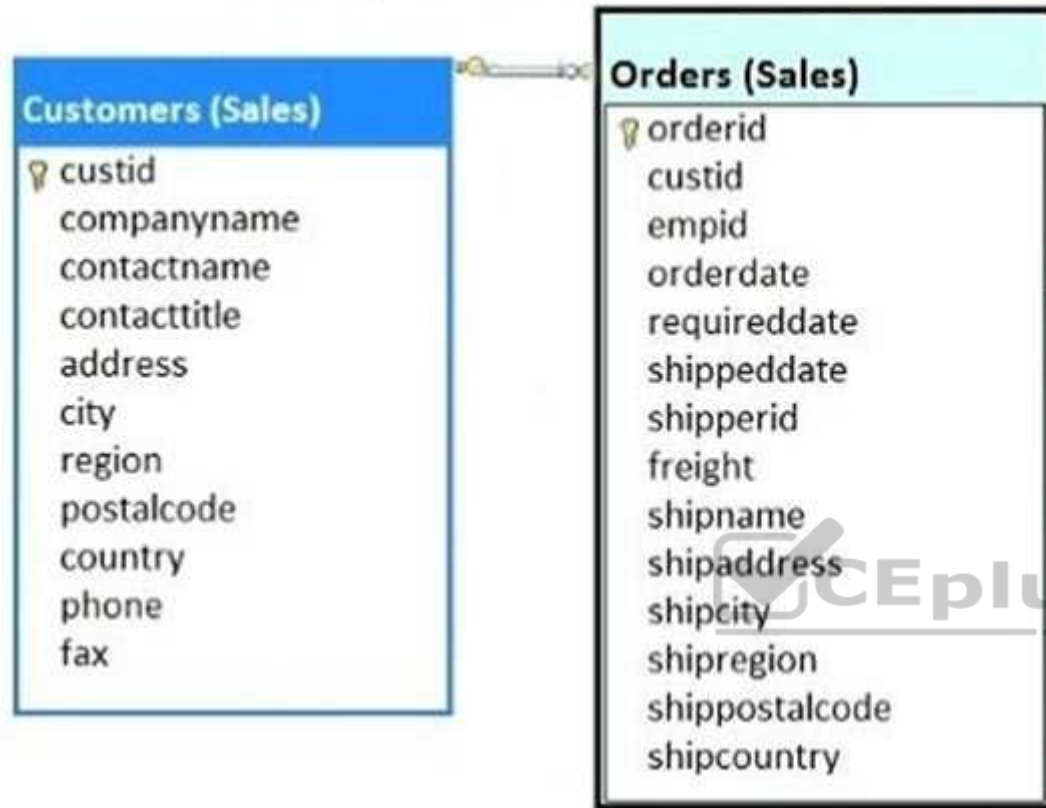 Customers (Sales)
custid
companyname
contactname
contacttitle
address
city
region
postalcode
country
phone
fax
Orders (Sales)
orderid
custid
empid
orderdate
requireddate
shippeddate
shipperid
freight
shipname
shipaddress
shipcity
shipregion
shippostalcode
shipcountry
CEplu